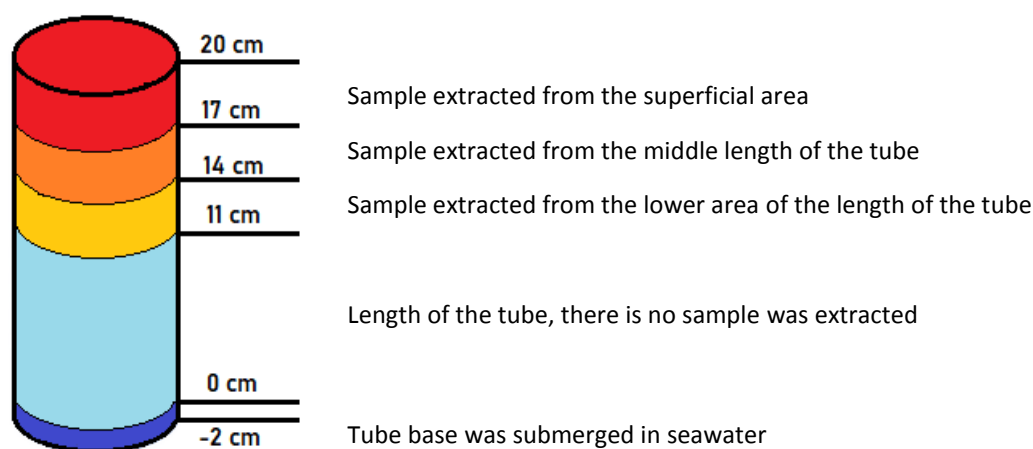 20 cm
Sample extracted from the superficial area
17 cm
Sample extracted from the middle length of the tube
14 cm
Sample extracted from the lower area of the length of the tube
11 cm
Length of the tube, there is no sample was extracted
0 cm
-2 cm
Tube base was submerged in seawater